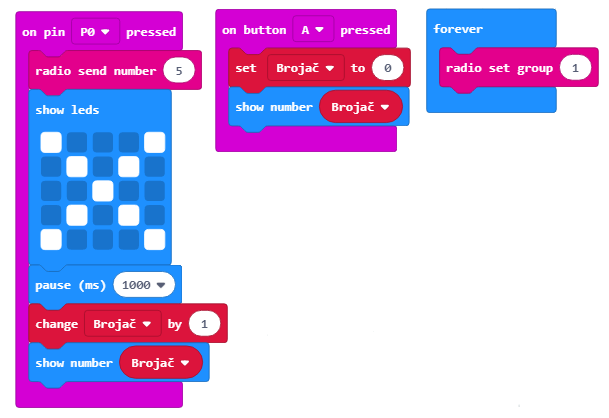 on pin P0 pressed
radio send number 5
show leds
pause (ms) 1000
change Brojač by 1
show number Brojač
on button A pressed
set Brojač to 0
show number Brojač
forever
radio set group 1